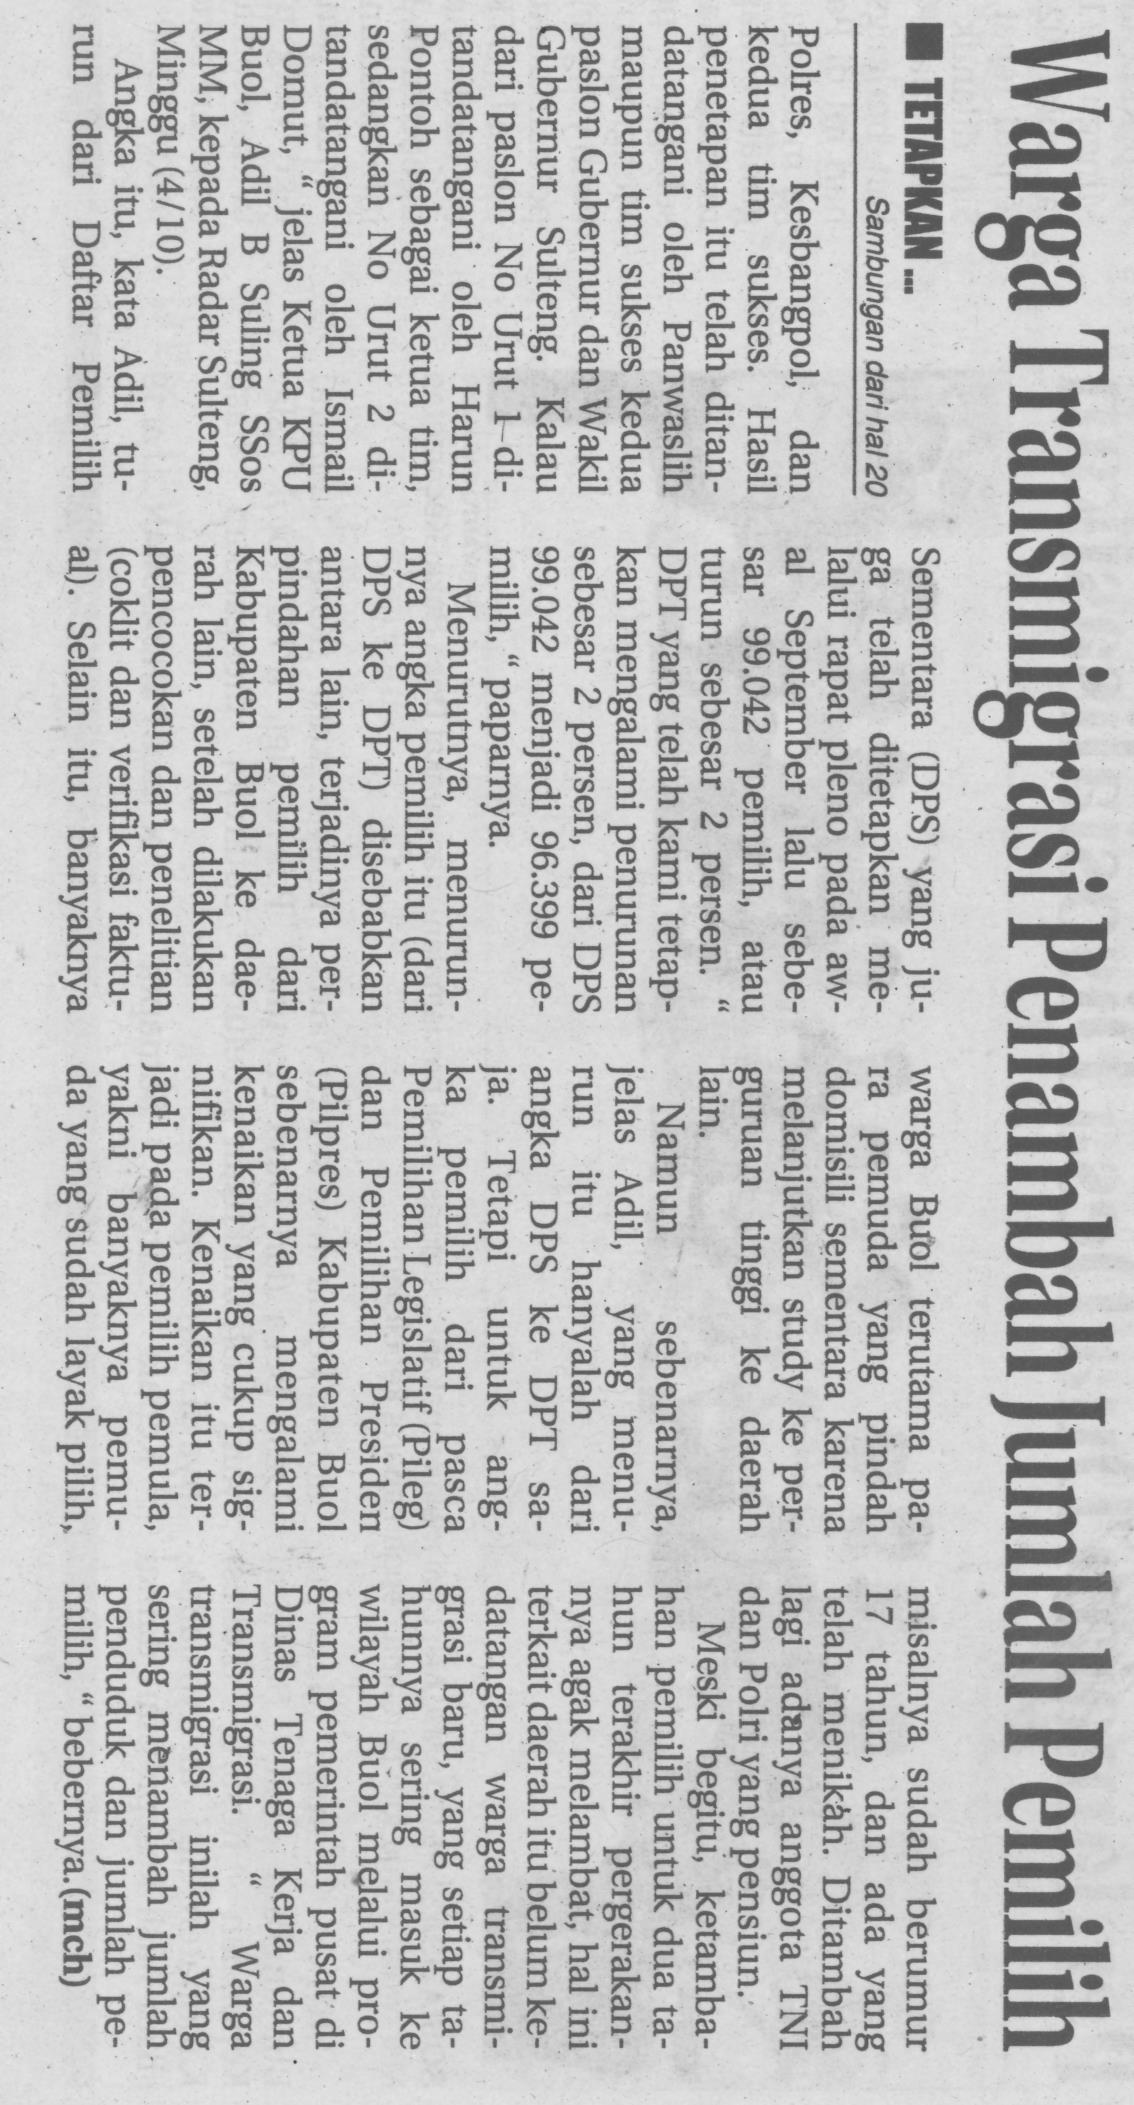 Warga Transmigrasi Penambah Jumlah Pemilih
■ TETAPKAN ...
Sambungan dari hal 20
Polres, Kesbangpol, dan
kedua tim sukses. Hasil
penetapan itu telah ditan-
datangani oleh Panwaslih
maupun tim sukses kedua
paslon Gubernur dan Wakil
Gubernur Sulteng. Kalau
dari paslon No Urut 1 di-
tandatangani oleh Harun
Pontoh sebagai ketua tim,
sedangkan No Urut 2 di-
tandatangani oleh Ismail
Domut, “ jelas Ketua KPU
Buol, Adil B Suling SSos
MM, kepada Radar Sulteng,
Minggu (4/10).
Angka itu, kata Adil, tu-
run dari Daftar Pemilih
Sementara (DPS) yang ju-
ga telah ditetapkan me-
lalui rapat pleno pada aw-
al September lalu sebe-
sar 99.042 pemilih, atau
turun sebesar 2 persen. “
DPT yang telah kami tetap-
kan mengalami penurunan
sebesar 2 persen, dari DPS
99.042 menjadi 96.399 pe-
milih, “ paparnya.
Menurutnya, menurun-
nya angka pemilih itu (dari
DPS ke DPT) disebabkan
antara lain, terjadinya per-
pindahan pemilih dari
Kabupaten Buol ke dae-
rah lain, setelah dilakukan
pencocokan dan penelitian
(coklit dan verifikasi faktu-
al). Selain itu, banyaknya
warga Buol terutama pa-
ra pemuda yang pindah
domisili sementara karena
melanjutkan study ke per-
guruan tinggi ke daerah
lain.
Namun sebenarnya,
jelas Adil, yang menu-
run itu hanyalah dari
angka DPS ke DPT sa-
ja. Tetapi untuk ang-
ka pemilih dari pasca
Pemilihan Legislatif (Pileg)
dan Pemilihan Presiden
(Pilpres) Kabupaten Buol
sebenarnya mengalami
kenaikan yang cukup sig-
nifikan. Kenaikan itu ter-
jadi pada pemilih pemula,
yakni banyaknya pemu-
da yang sudah layak pilih,
misalnya sudah berumur
17 tahun, dan ada yang
telah menikah. Ditambah
lagi adanya anggota TNI
dan Polri yang pensiun.
Meski begitu, ketamba-
han pemilih untuk dua ta-
hun terakhir pergerakan-
nya agak melambat, hal ini
terkait daerah itu belum ke-
datangan warga transmi-
grasi baru, yang setiap ta-
hunnya sering masuk ke
wilayah Buol melalui pro-
gram pemerintah pusat di
Dinas Tenaga Kerja dan
Transmigrasi. “ Warga
transmigrasi inilah yang
sering menambah jumlah
penduduk dan jumlah pe-
milih, “ bebernya.(mch)